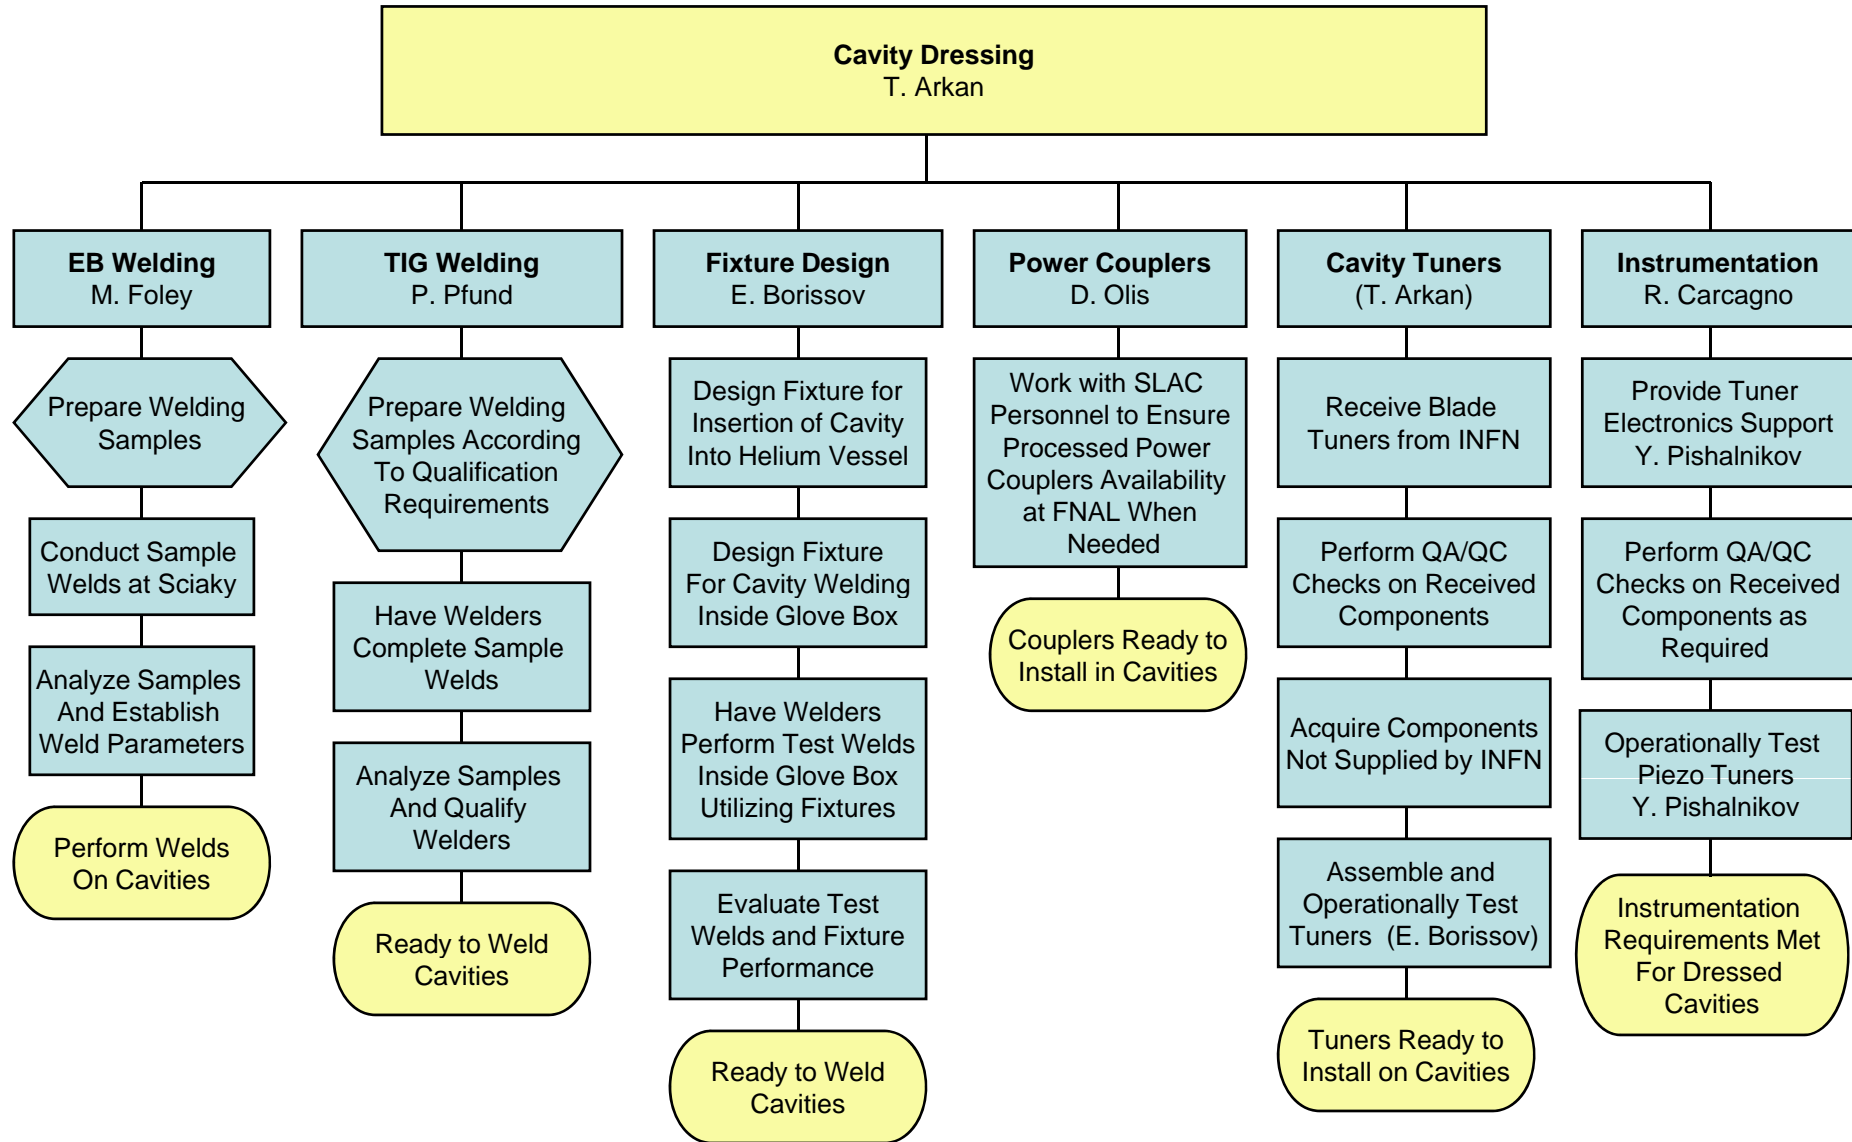 Cavity Dressing
T. Arkan
EB Welding
M. Foley
Prepare Welding
Samples
Conduct Sample
Welds at Sciaky
Analyze Samples
And Establish
Weld Parameters
Perform Welds
On Cavities
TIG Welding
P. Pfund
Prepare Welding
Samples According
To Qualification
Requirements
Have Welders
Complete Sample
Welds
Analyze Samples
And Qualify
Welders
Ready to Weld
Cavities
Fixture Design
E. Borissov
Design Fixture for
Insertion of Cavity
Into Helium Vessel
Design Fixture
For Cavity Welding
Inside Glove Box
Have Welders
Perform Test Welds
Inside Glove Box
Utilizing Fixtures
Evaluate Test
Welds and Fixture
Performance
Ready to Weld
Cavities
Power Couplers
D. Olis
Work with SLAC
Personnel to Ensure
Processed Power
Couplers Availability
at FNAL When
Needed
Couplers Ready to
Install in Cavities
Cavity Tuners
(T. Arkan)
Receive Blade
Tuners from INFN
Perform QA/QC
Checks on Received
Components
Acquire Components
Not Supplied by INFN
Assemble and
Operationally Test
Tuners (E. Borissov)
Tuners Ready to
Install on Cavities
Instrumentation
R. Carcagno
Provide Tuner
Electronics Support
Y. Pishalnikov
Perform QA/QC
Checks on Received
Components as
Required
Operationally Test
Piezo Tuners
Y. Pishalnikov
Instrumentation
Requirements Met
For Dressed
Cavities